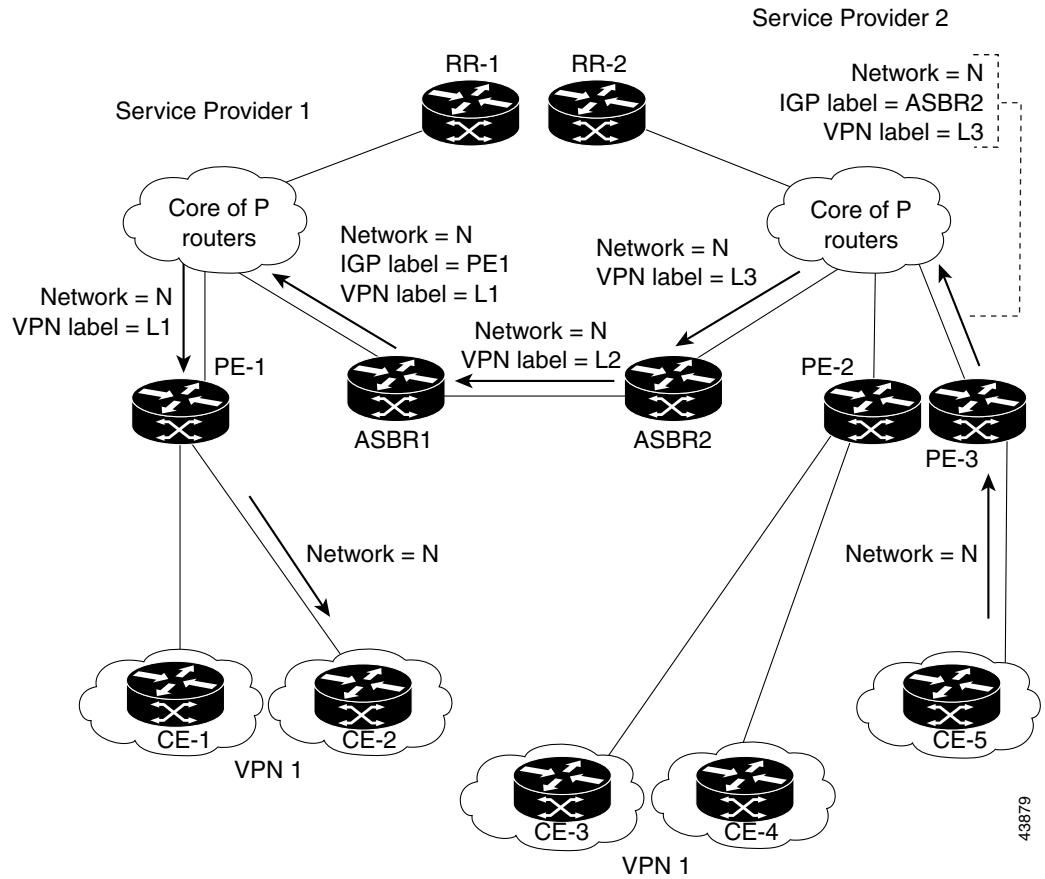 Service Provider 2
RR-1
RR-2
Network = N
IGP label = ASBR2
VPN label = L3
Service Provider 1
Core of P
routers
Core of P
routers
Network = N
IGP label = PE1
VPN label = L1
Network = N
VPN label = L3
Network = N
VPN label = L1
Network = N
VPN label = L2
PE-1
PE-2
ASBR1
ASBR2
PE-3
Network = N
Network = N
CE-1
CE-2
CE-5
VPN 1
CE-3
CE-4
VPN 1
43879